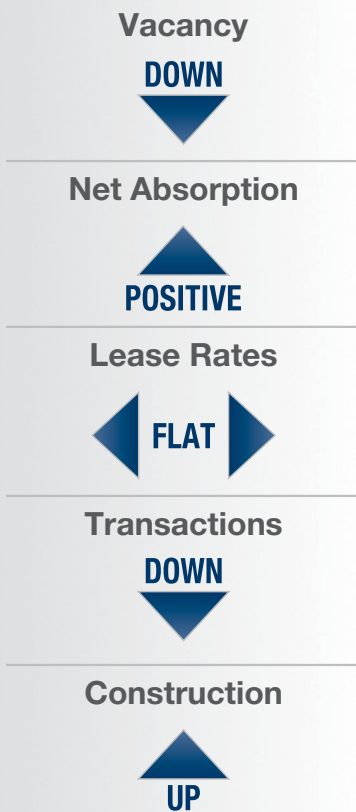 Vacancy
DOWN
Net Absorption
POSITIVE
Lease Rates
FLAT
Transactions
DOWN
Construction
UP